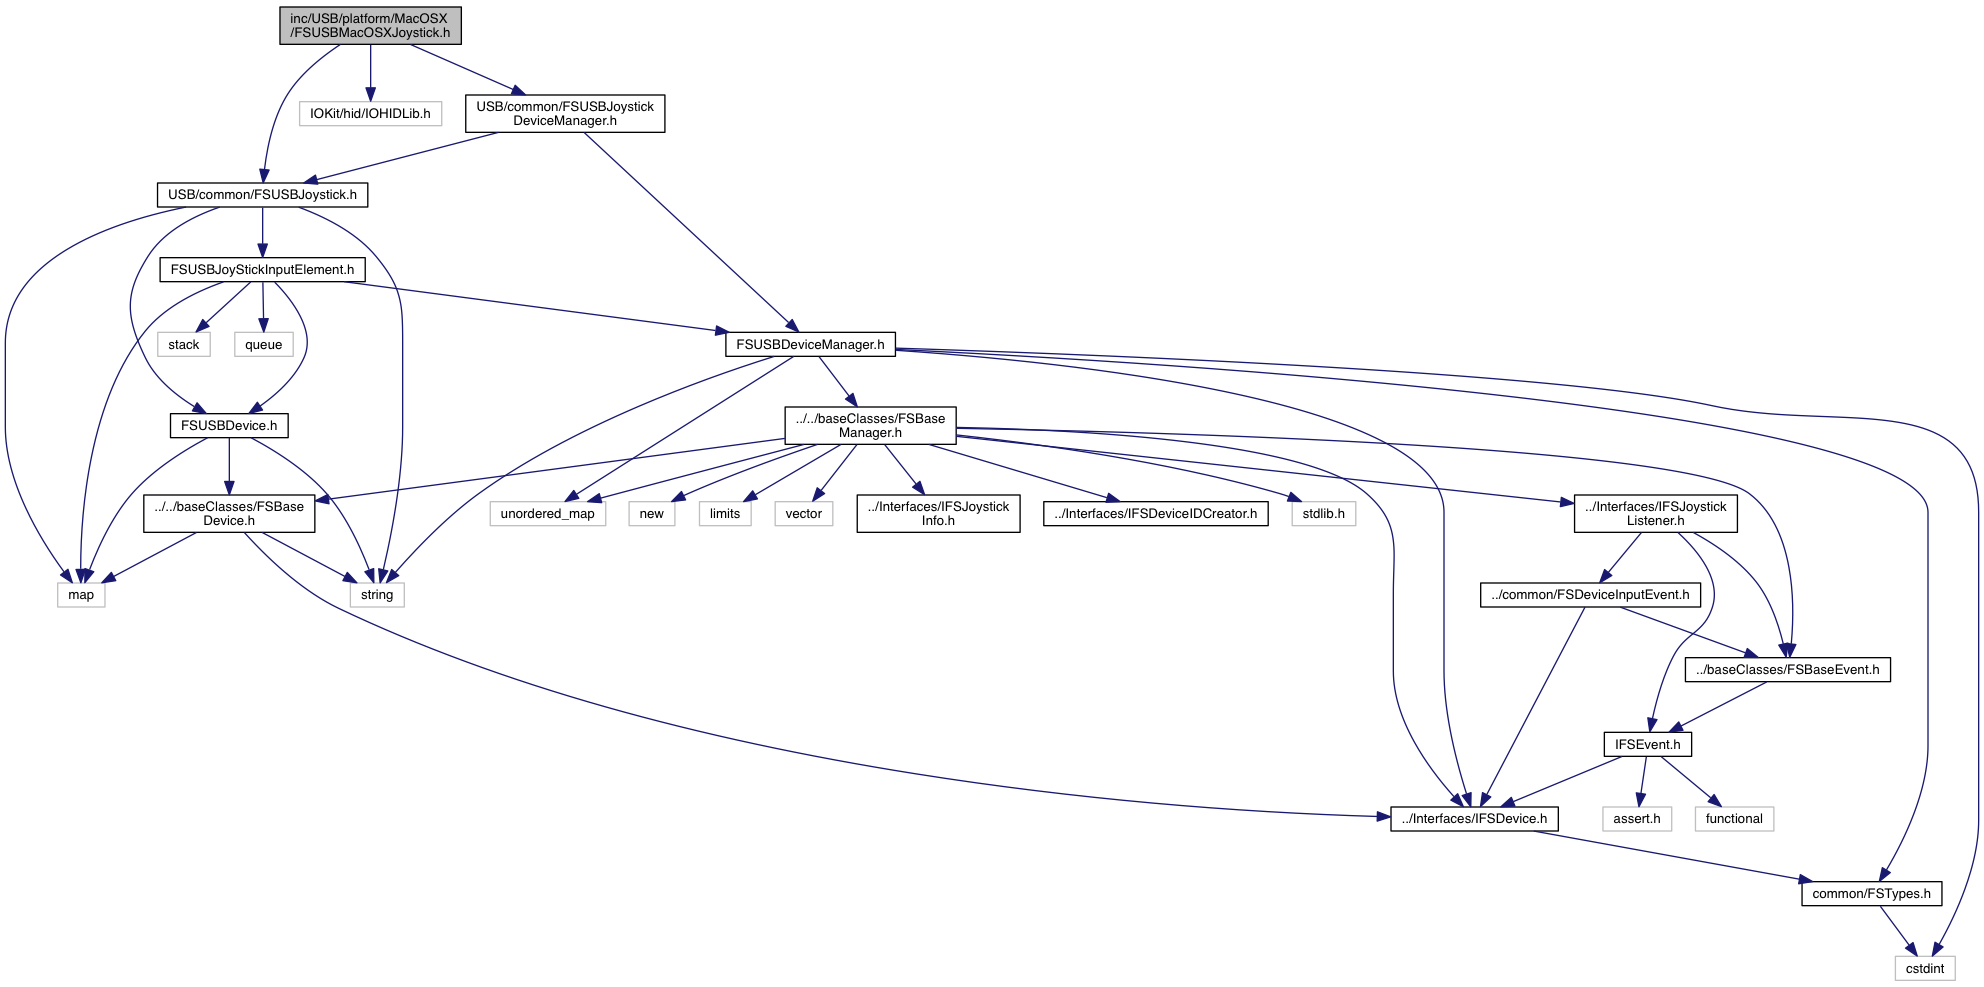 inc/USB/platform/MacOSX
/FSUSBMacOSXJoystick.h
IOKit/hid/IOHIDLib.h
USB/common/FSUSBJoystick
DeviceManager.h
USB/common/FSUSBJoystick.h
FSUSBJoyStickInputElement.h
stack
queue
FSUSBDeviceManager.h
FSUSBDevice.h
../../baseClasses/FSBase
Manager.h
../../baseClasses/FSBase
Device.h
unordered_map
new
limits
vector
../Interfaces/IFSJoystick
Info.h
../Interfaces/IFSDeviceIDCreator.h
stdlib.h
../Interfaces/IFSJoystick
Listener.h
map
string
../common/FSDeviceInputEvent.h
../baseClasses/FSBaseEvent.h
IFSEvent.h
../Interfaces/IFSDevice.h
assert.h
functional
common/FSTypes.h
cstdint